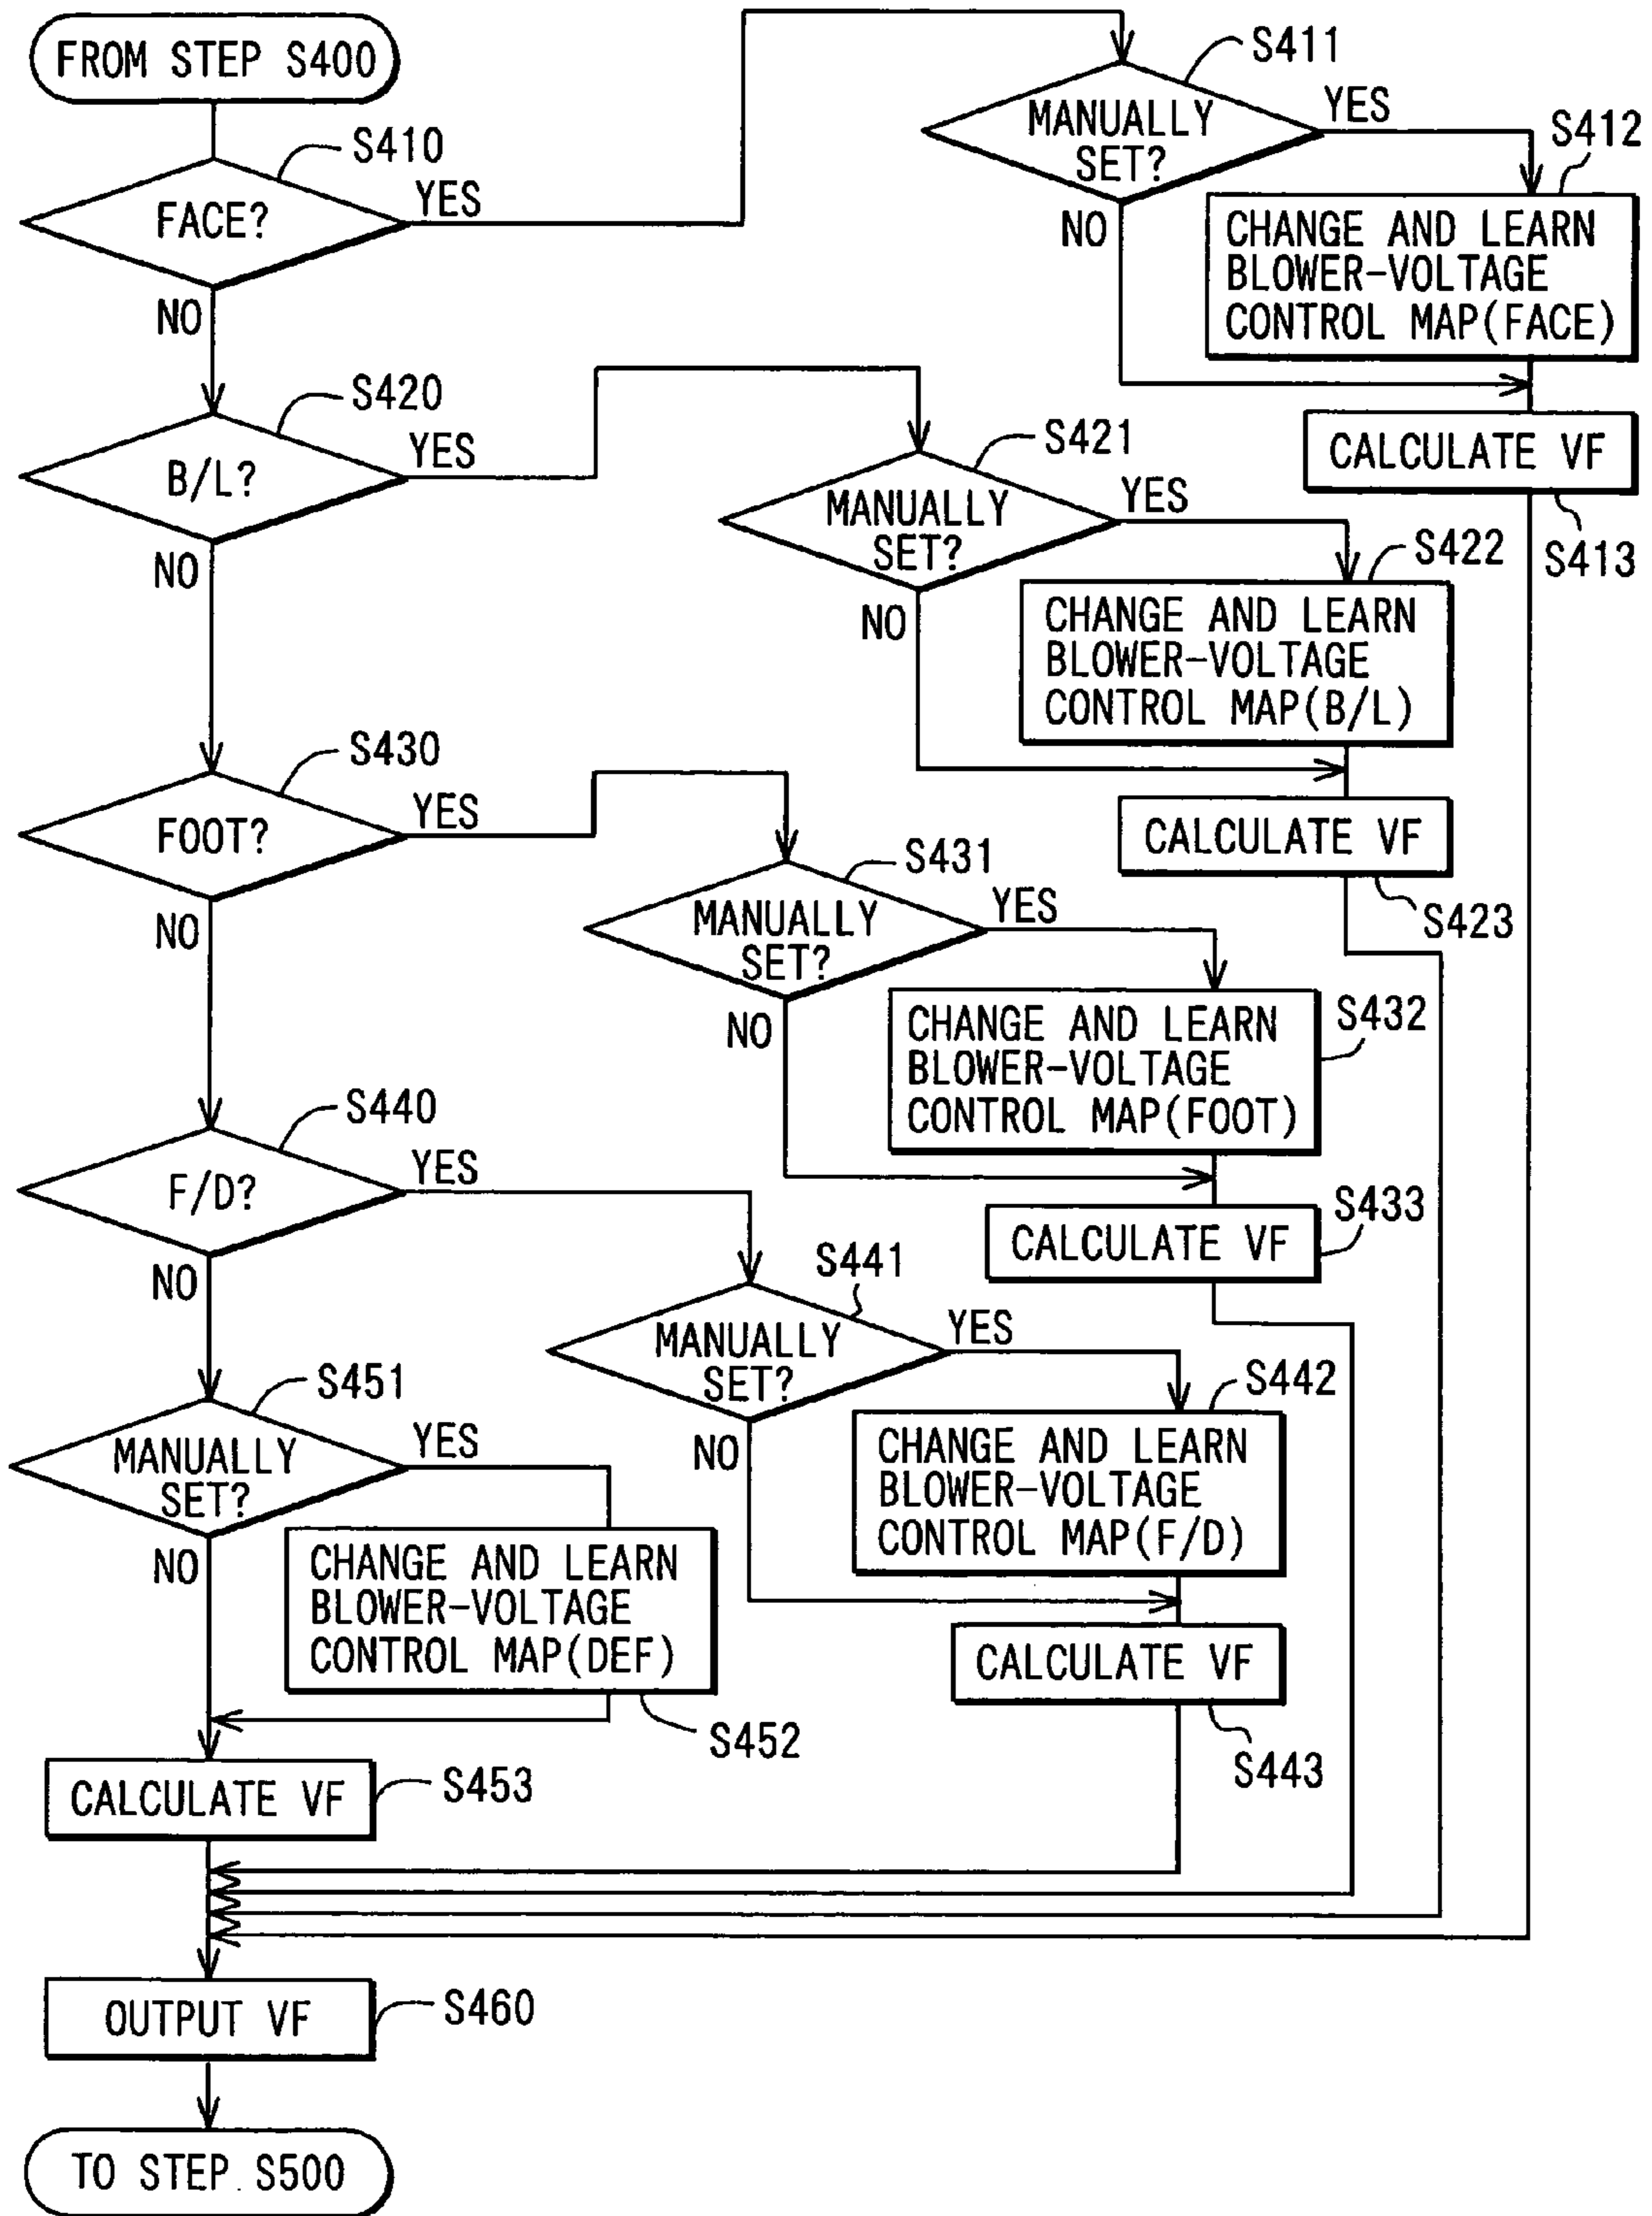 FROM STEP S400
S410
FACE?
YES
NO
S411
MANUALLY
SET?
YES
NO
S412
CHANGE AND LEARN
BLOWER-VOLTAGE
CONTROL MAP(FACE)
CALCULATE VF
S413
S420
B/L?
YES
NO
S421
MANUALLY
SET?
YES
NO
S422
CHANGE AND LEARN
BLOWER-VOLTAGE
CONTROL MAP(B/L)
CALCULATE VF
S423
S430
FOOT?
YES
NO
S431
MANUALLY
SET?
YES
NO
S432
CHANGE AND LEARN
BLOWER-VOLTAGE
CONTROL MAP(FOOT)
CALCULATE VF
S433
S440
F/D?
YES
NO
S441
MANUALLY
SET?
YES
NO
S442
CHANGE AND LEARN
BLOWER-VOLTAGE
CONTROL MAP(F/D)
CALCULATE VF
S443
S451
MANUALLY
SET?
YES
NO
CHANGE AND LEARN
BLOWER-VOLTAGE
CONTROL MAP(DEF)
S452
CALCULATE VF
S453
OUTPUT VF
S460
TO STEP S500